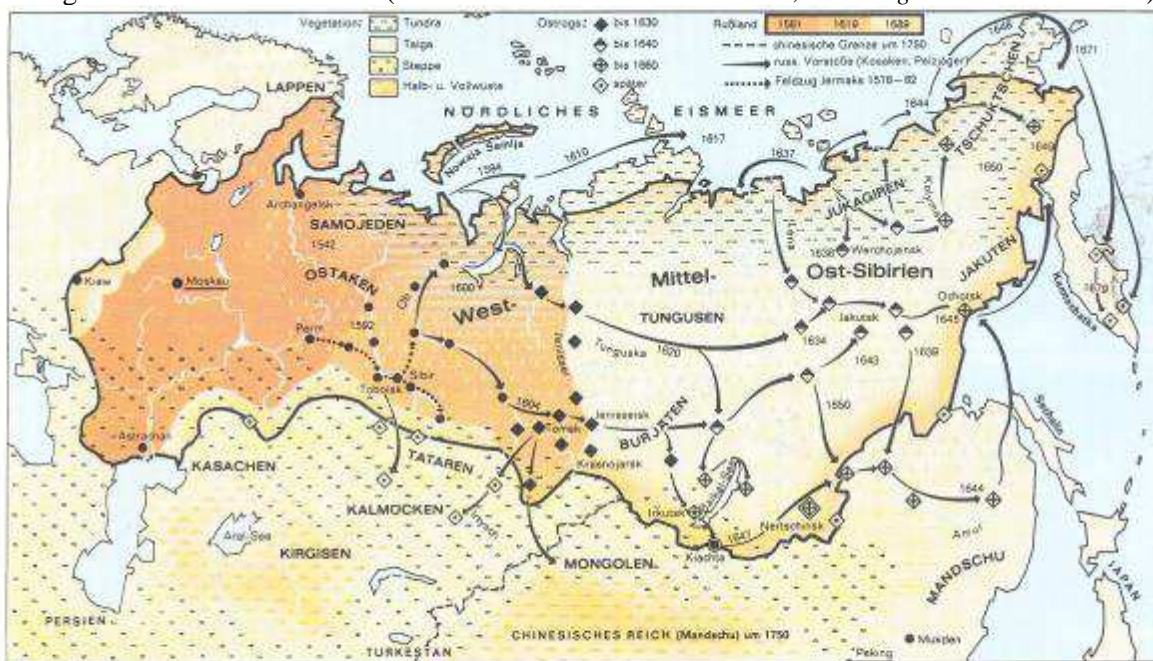 Vegetation: Tundra
Taiga
Steppe
Halb- u. Vollwüste
Ostrogs: bis 1630
bis 1640
bis 1660
später
Rußland 1581 1619 1689
chinesische Grenze um 1750
russ. Vorstöße (Kosaken, Pelzjäger)
Feldzug Jermaks 1578–82
LAPPEN
NÖRDLICHES EISMEER
Nowaja Semlja
1594
1610
1617
1637
1644
1648
1671
TSCHUKTSCHEN
1649
1650
Archangelsk
SAMOJEDEN
1542
OSTAKEN
Ob
1600
West-
Mittel-
Ost-Sibirien
Lena
JUKAGIREN
Kolyma
1638
Werchojansk
JAKUTEN
Kiew
Moskau
Perm
1592
Tobolsk
Sibir
Jenissei
TUNGUSEN
Tunguska
1620
1634
Jakutsk
1643
1639
Ochotsk
1645
Kamtschatka
1679
1604
Tomsk
Jenisseisk
Krasnojarsk
BURJÄTEN
1650
Sachalin
Astrachan
KASACHEN
TATAREN
KALMÜCKEN
Irtysch
Irkutsk
Baikal-See
1647
Nertschinsk
Kiachta
1644
Amur
Aral-See
KIRGISEN
MONGOLEN
MANDSCHU
JAPAN
PERSIEN
TURKESTAN
CHINESISCHES REICH (Mandschu) um 1750
Mukden
Peking